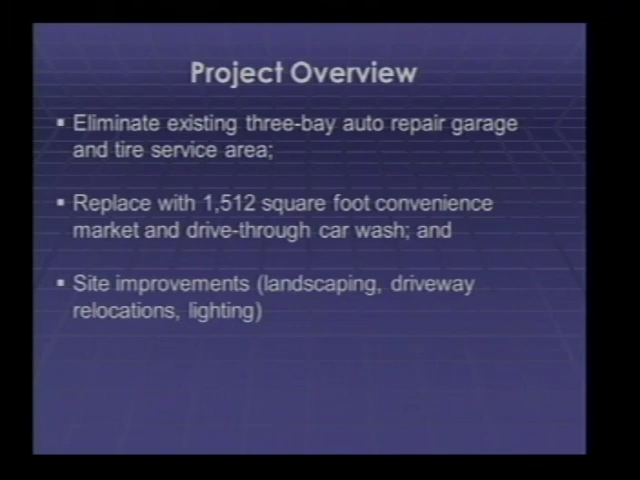 Project Overview
▪ Eliminate existing three-bay auto repair garage
and tire service area;
▪ Replace with 1,512 square foot convenience
market and drive-through car wash; and
▪ Site improvements (landscaping, driveway
relocations, lighting)